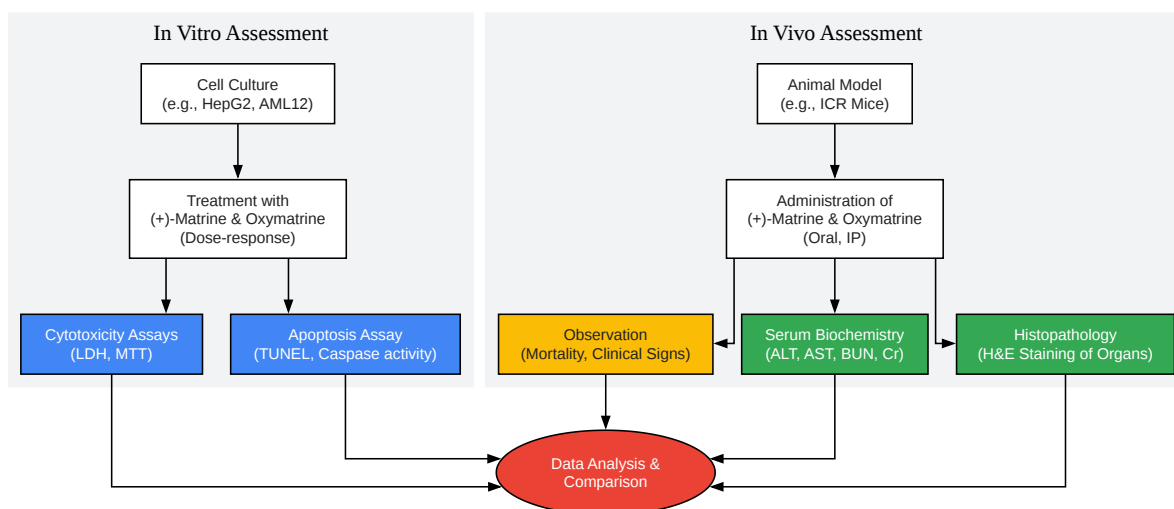 In Vitro Assessment
Cell Culture
(e.g., HepG2, AML12)
Treatment with
(+)-Matrine & Oxymatrine
(Dose-response)
Cytotoxicity Assays
(LDH, MTT)
Apoptosis Assay
(TUNEL, Caspase activity)
In Vivo Assessment
Animal Model
(e.g., ICR Mice)
Administration of
(+)-Matrine & Oxymatrine
(Oral, IP)
Observation
(Mortality, Clinical Signs)
Serum Biochemistry
(ALT, AST, BUN, Cr)
Histopathology
(H&E Staining of Organs)
Data Analysis &
Comparison